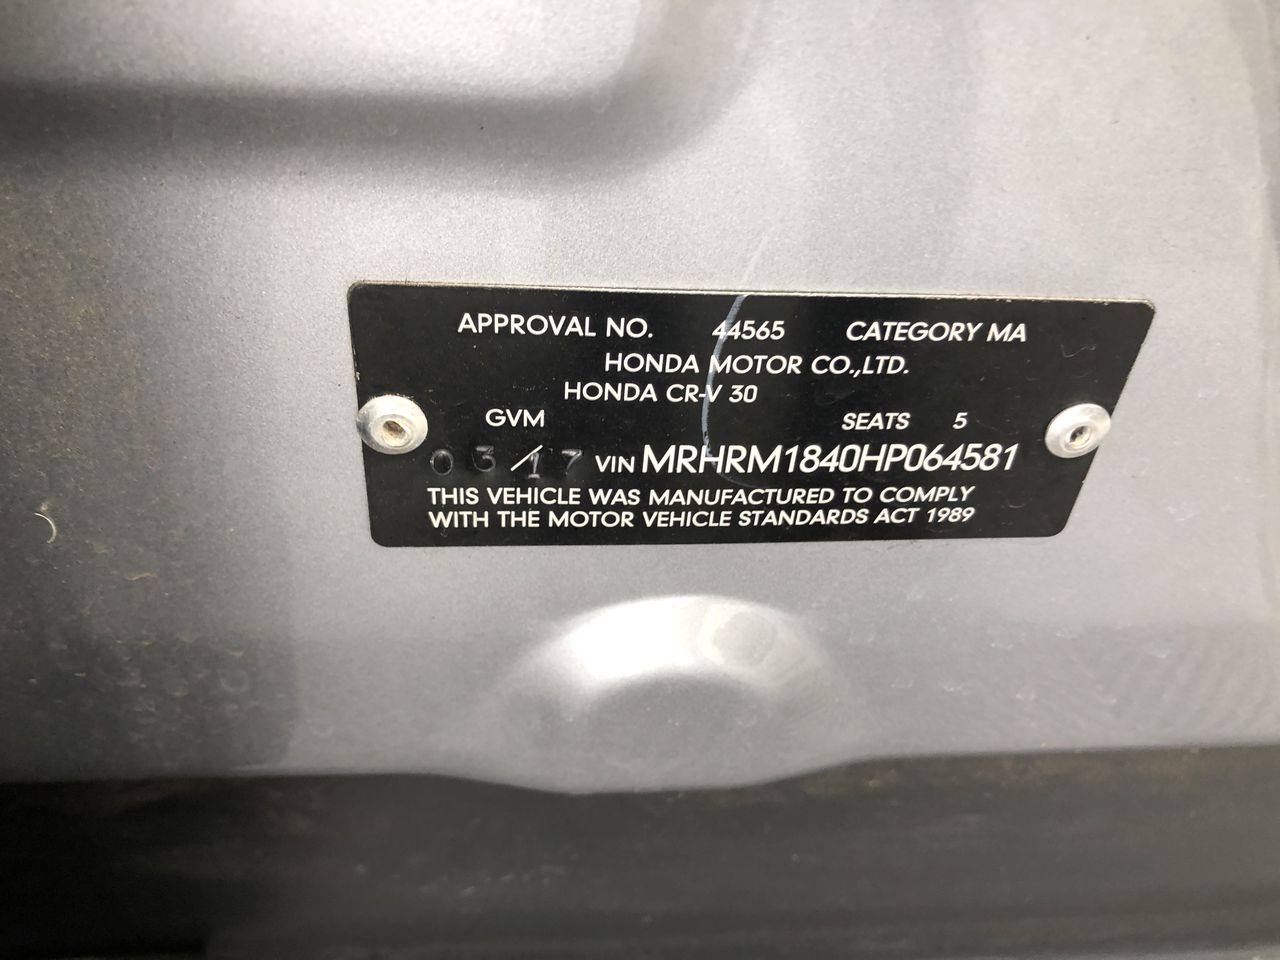 APPROVAL NO. 44565 CATEGORY MA
HONDA MOTOR CO.,LTD.
HONDA CR-V 30
GVM SEATS 5
03/17 VIN MRHRM1840HP064581
THIS VEHICLE WAS MANUFACTURED TO COMPLY
WITH THE MOTOR VEHICLE STANDARDS ACT 1989